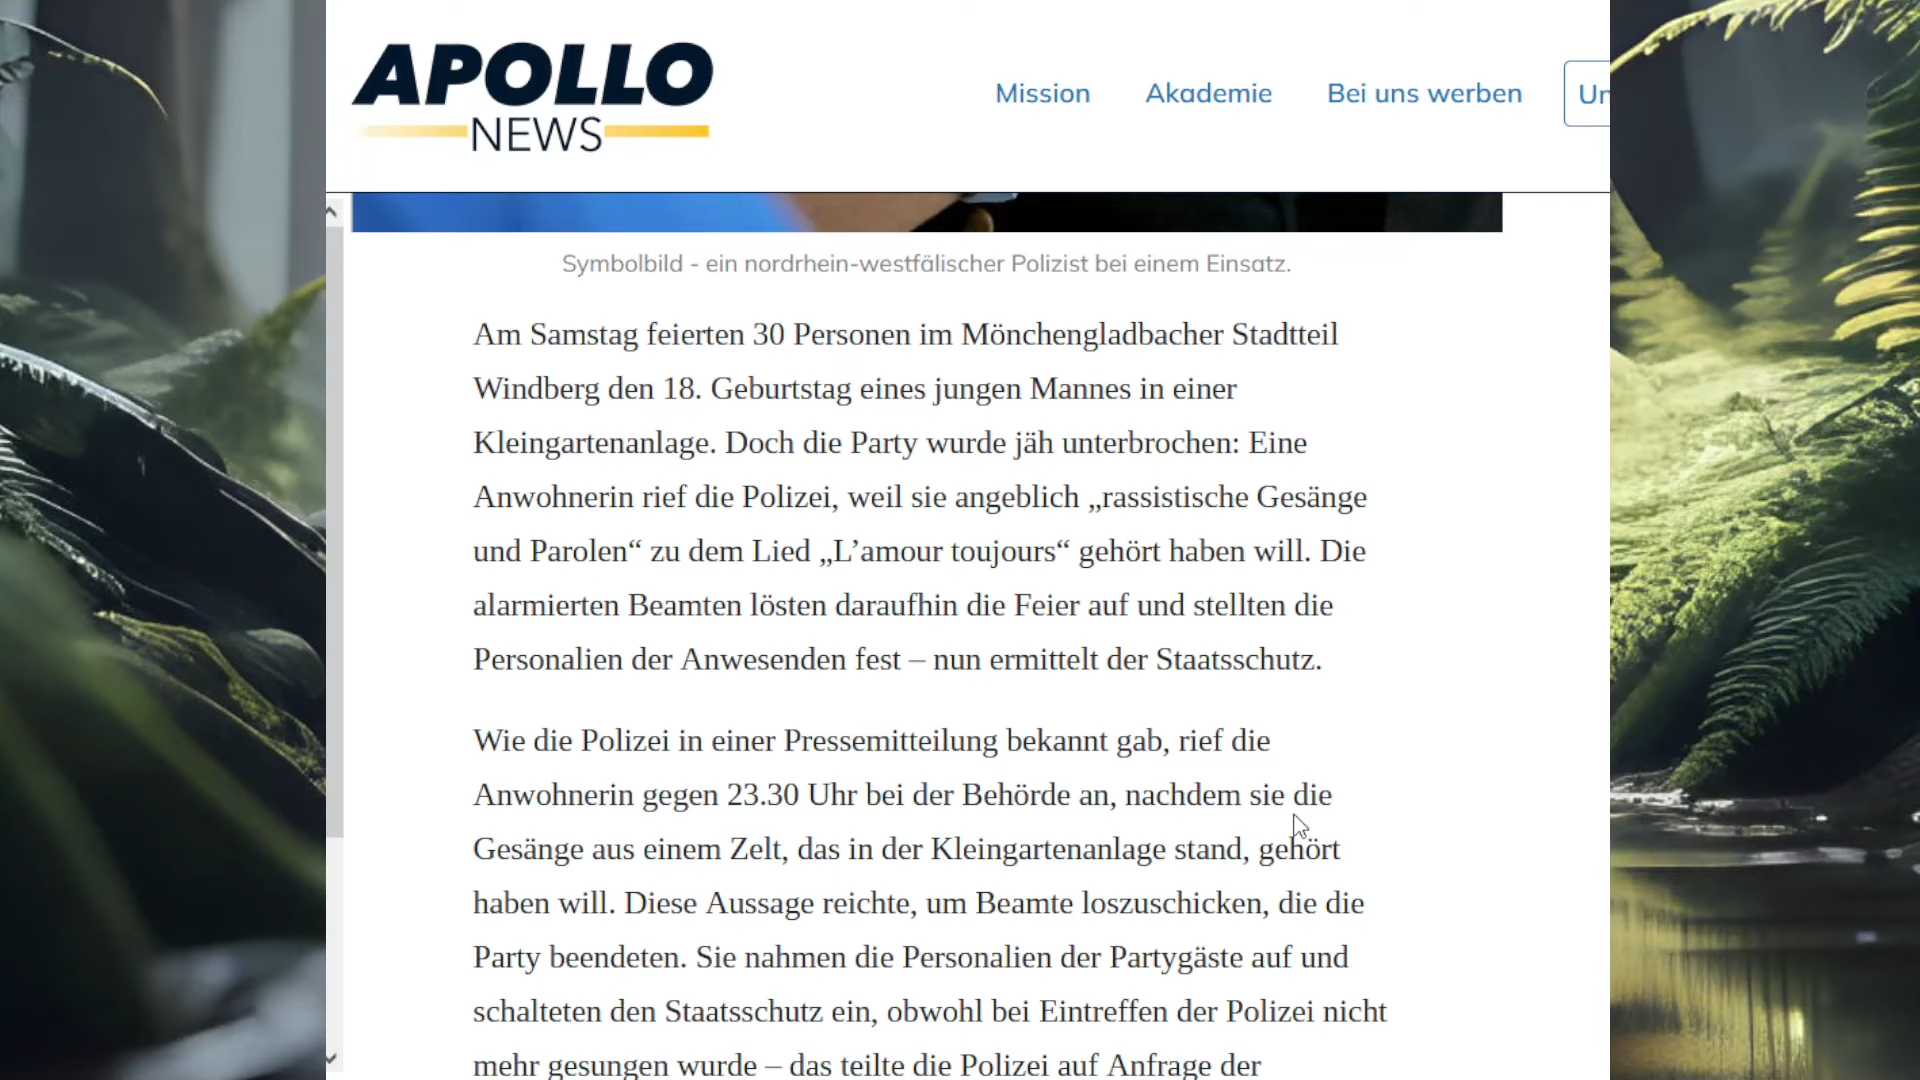 APOLLO
NEWS
Mission
Akademie
Bei uns werben
Un
Symbolbild - ein nordrhein-westfälischer Polizist bei einem Einsatz.
Am Samstag feierten 30 Personen im Mönchengladbacher Stadtteil
Windberg den 18. Geburtstag eines jungen Mannes in einer
Kleingartenanlage. Doch die Party wurde jäh unterbrochen: Eine
Anwohnerin rief die Polizei, weil sie angeblich „rassistische Gesänge
und Parolen“ zu dem Lied „L’amour toujours“ gehört haben will. Die
alarmierten Beamten lösten daraufhin die Feier auf und stellten die
Personalien der Anwesenden fest – nun ermittelt der Staatsschutz.
Wie die Polizei in einer Pressemitteilung bekannt gab, rief die
Anwohnerin gegen 23.30 Uhr bei der Behörde an, nachdem sie die
Gesänge aus einem Zelt, das in der Kleingartenanlage stand, gehört
haben will. Diese Aussage reichte, um Beamte loszuschicken, die die
Party beendeten. Sie nahmen die Personalien der Partygäste auf und
schalteten den Staatsschutz ein, obwohl bei Eintreffen der Polizei nicht
mehr gesungen wurde – das teilte die Polizei auf Anfrage der